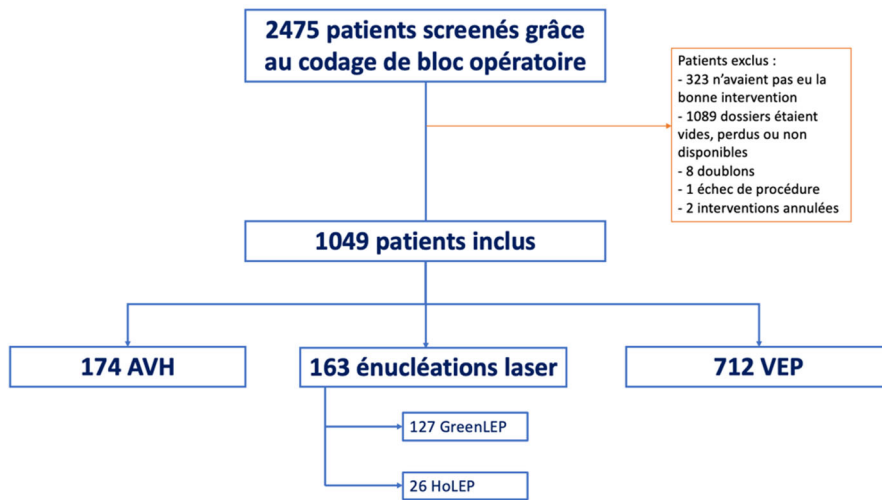 2475 patients screenés grâce
au codage de bloc opératoire
Patients exclus :
- 323 n'avaient pas eu la
bonne intervention
- 1089 dossiers étaient
vides, perdus ou non
disponibles
- 8 doublons
- 1 échec de procédure
- 2 interventions annulées
1049 patients inclus
174 AVH
163 énucléations laser
712 VEP
127 GreenLEP
26 HoLEP